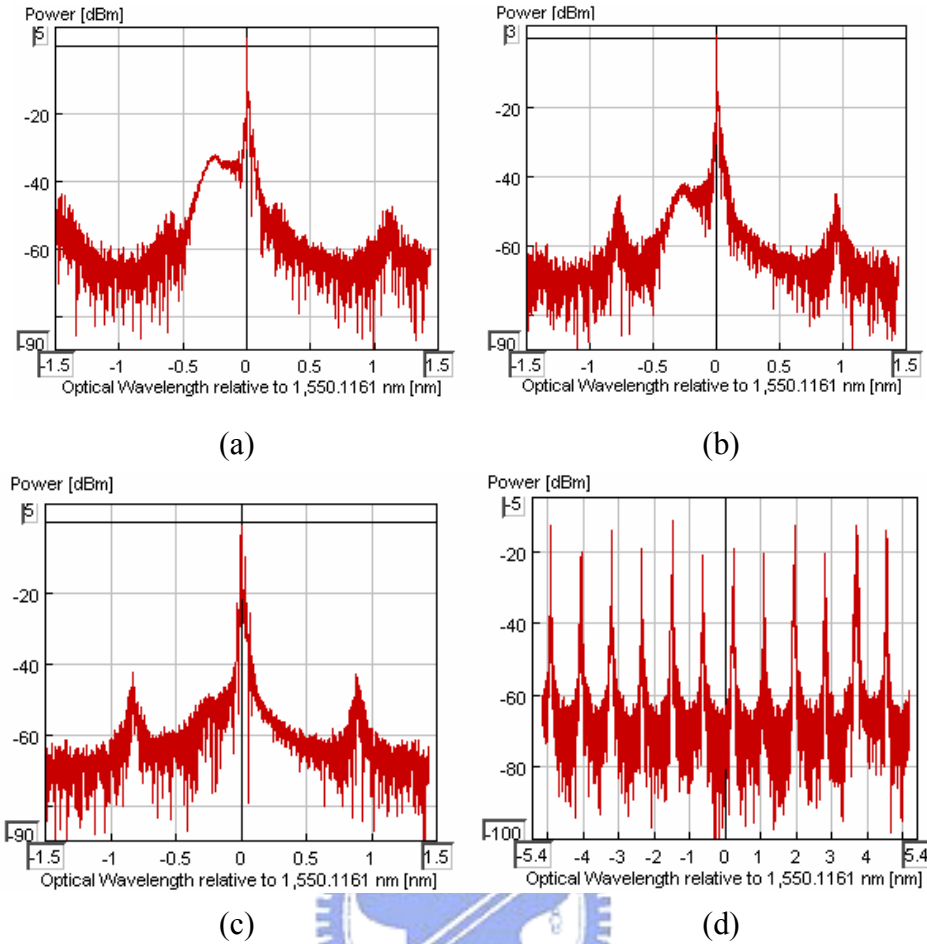 Power [dBm]
5
-20
-40
-60
-90
-1.5 -1 -0.5 0 0.5 1 1.5
Optical Wavelength relative to 1,550.1161 nm [nm]
(a)
Power [dBm]
3
-20
-40
-60
-90
-1.5 -1 -0.5 0 0.5 1 1.5
Optical Wavelength relative to 1,550.1161 nm [nm]
(b)
Power [dBm]
5
-20
-40
-60
-90
-1.5 -1 -0.5 0 0.5 1 1.5
Optical Wavelength relative to 1,550.1161 nm [nm]
(c)
Power [dBm]
-5
-20
-40
-60
-80
-100
-5.4 -4 -3 -2 -1 0 1 2 3 4 5.4
Optical Wavelength relative to 1,550.1161 nm [nm]
(d)